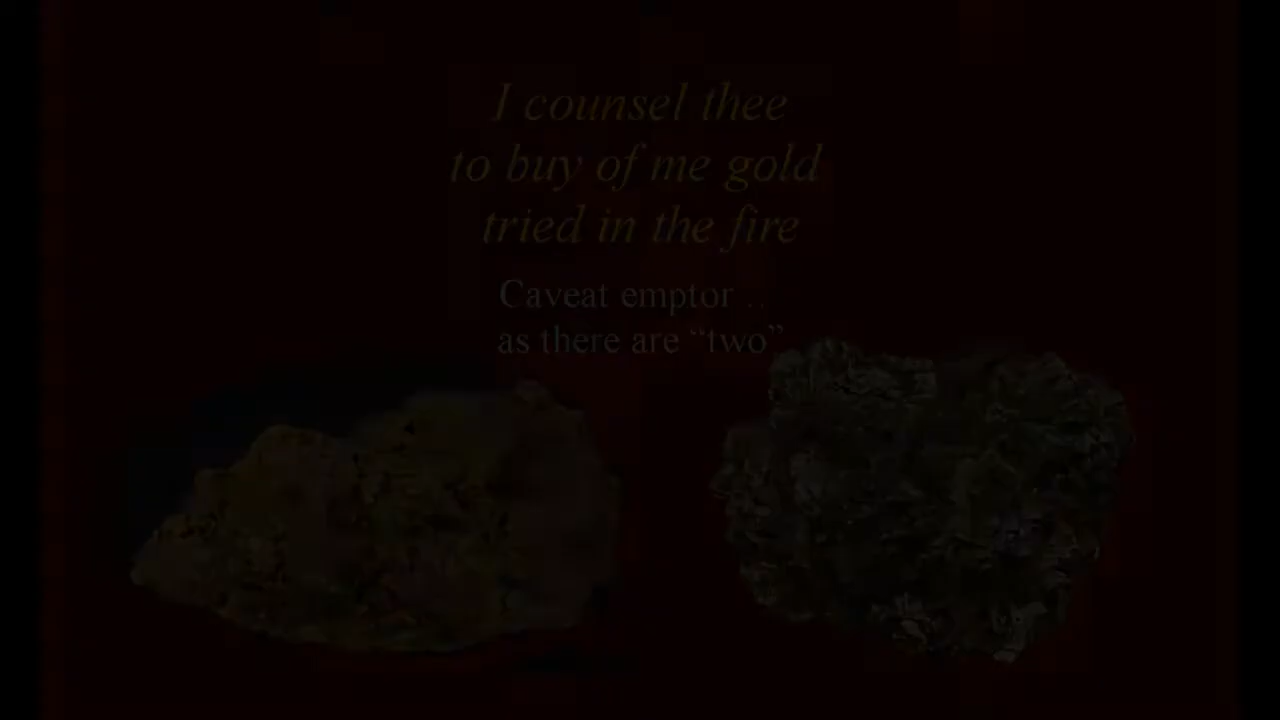 I counsel thee
to buy of me gold
tried in the fire
Caveat emptor ..
as there are “two”